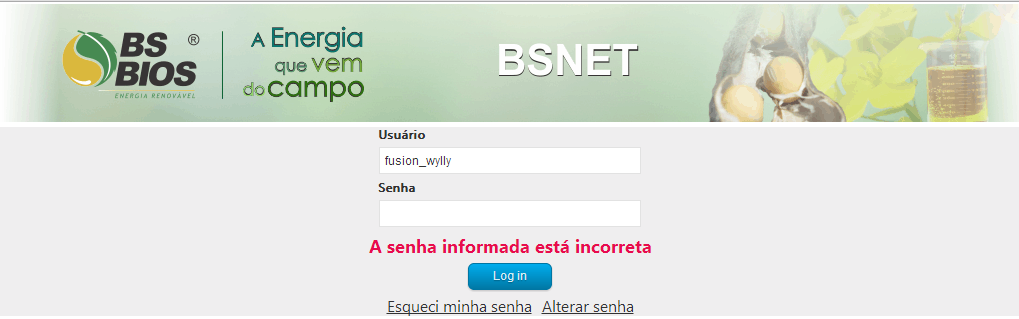 BS BIOS ®
ENERGIA RENOVÁVEL
A Energia
que vem
do campo
BSNET
Usuário
fusion_wylly
Senha
A senha informada está incorreta
Log in
Esqueci minha senha Alterar senha